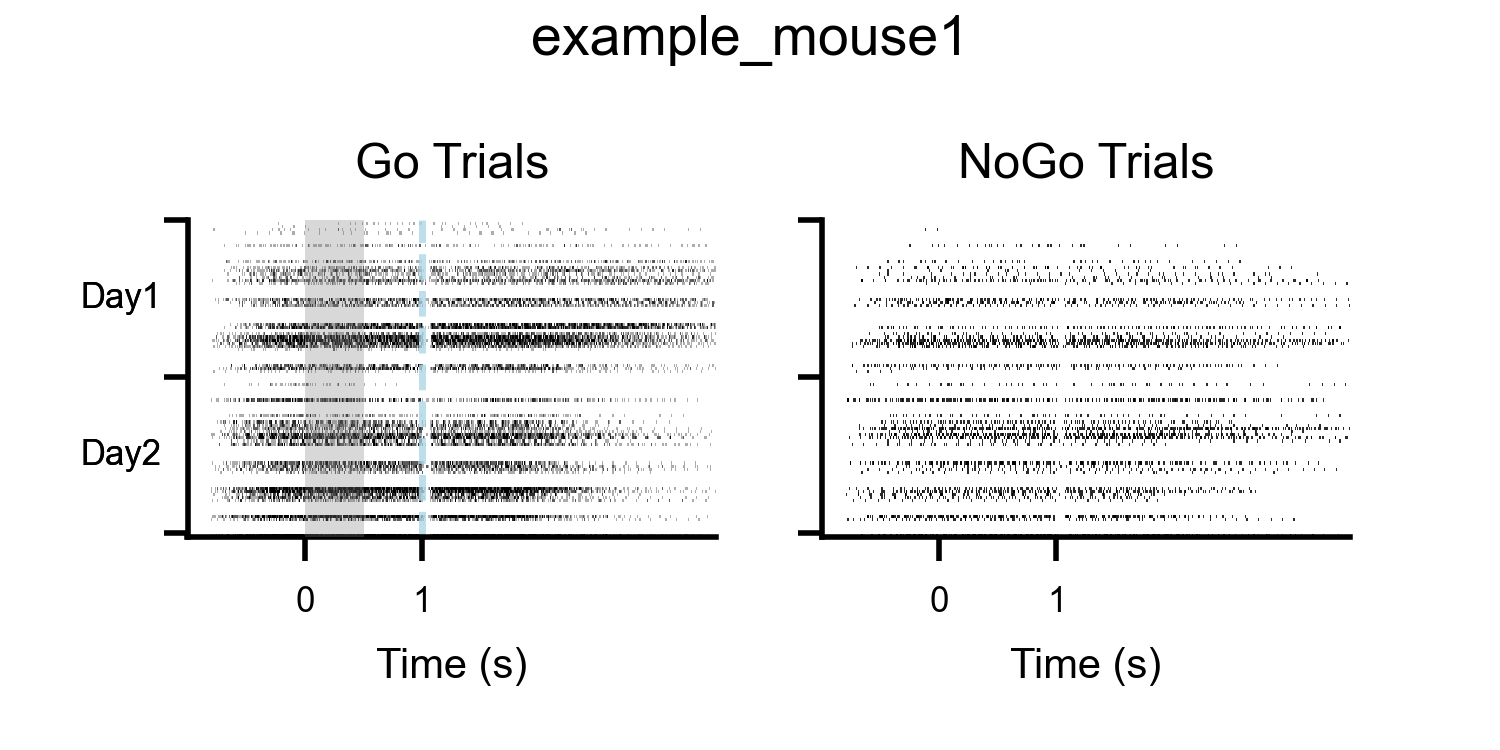 example_mouse1
Go Trials
NoGo Trials
Day1
Day2
0
1
0
1
Time (s)
Time (s)